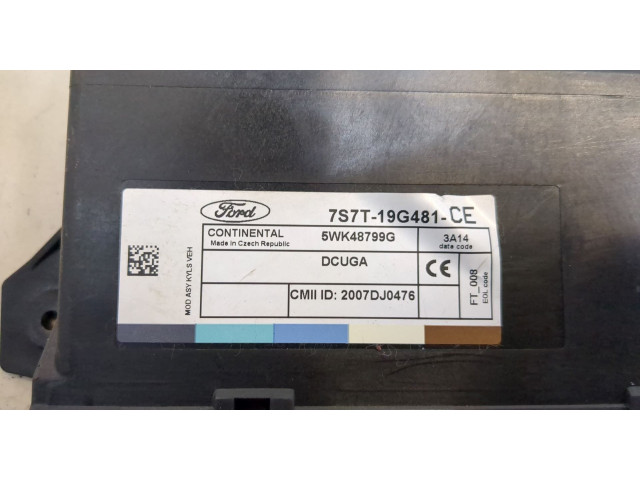 Ford 7S7T-19G481-CE
CONTINENTAL
Made in Czech Republic
5WK48799G
3A14
date code
DCUGA
CE
CMII ID: 2007DJ0476
MOD ASY KYLS VEH
FT_008
EOL code